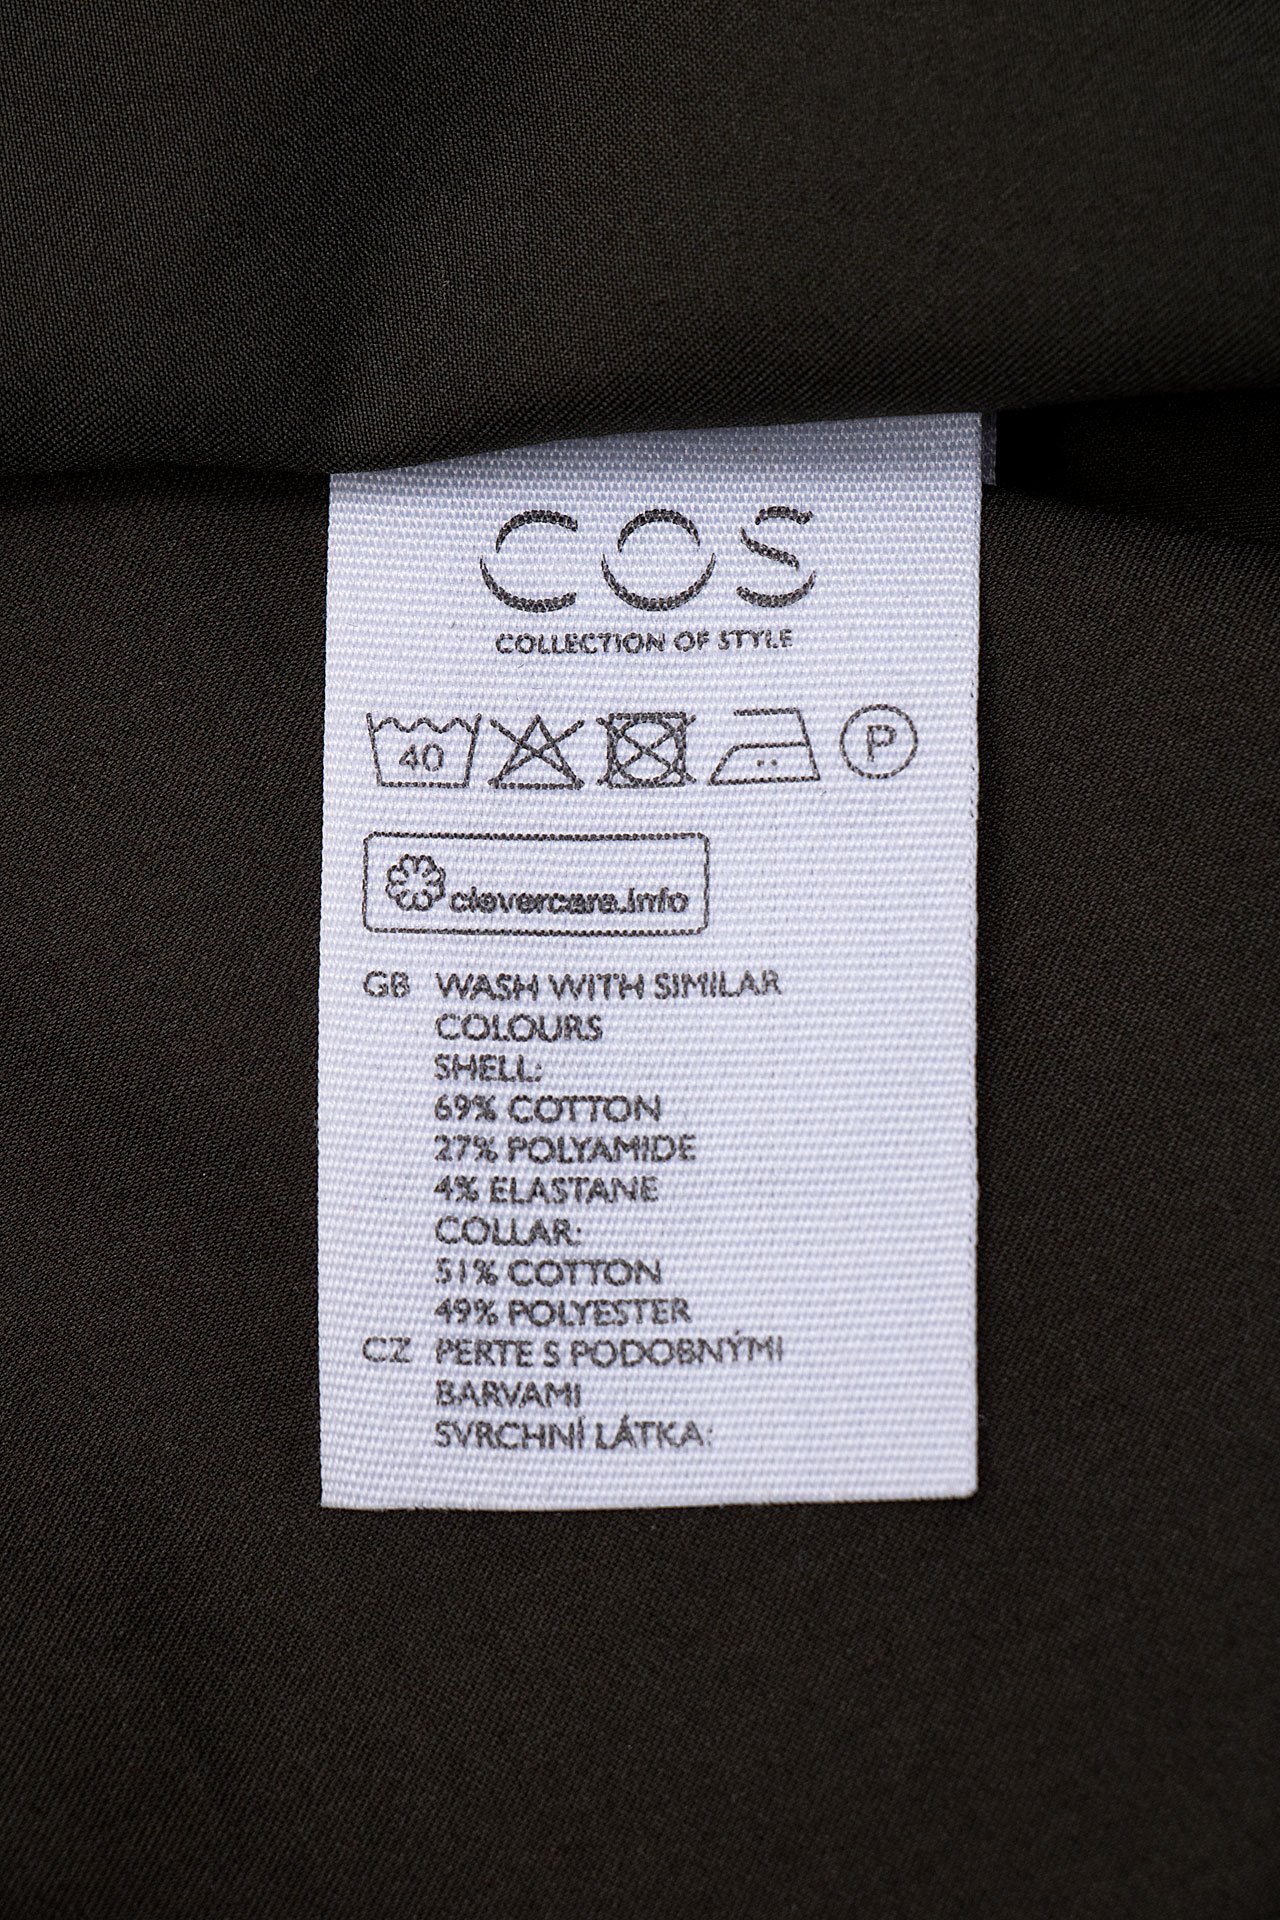 COS
COLLECTION OF STYLE
40 P
clevercare.info
GB WASH WITH SIMILAR
COLOURS
SHELL:
69% COTTON
27% POLYAMIDE
4% ELASTANE
COLLAR:
51% COTTON
49% POLYESTER
CZ PERTE S PODOBNÝMI
BARVAMI
SVRCHNÍ LÁTKA: